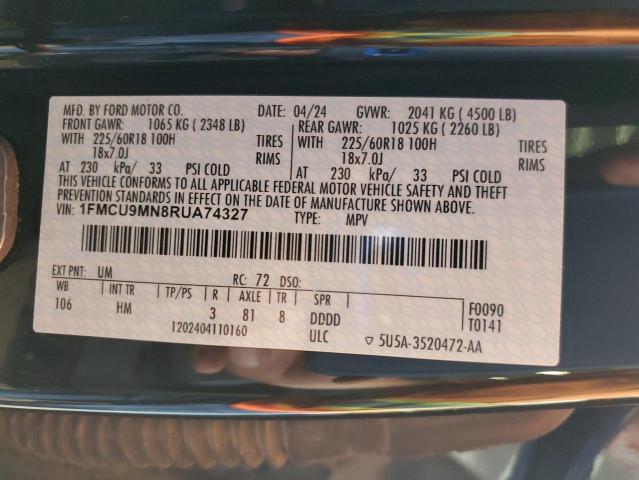 MFD. BY FORD MOTOR CO. DATE: 04/24 GVWR: 2041 KG (4500 LB)
FRONT GAWR: 1065 KG (2348 LB) REAR GAWR: 1025 KG (2260 LB)
WITH 225/60R18 100H TIRES WITH 225/60R18 100H TIRES
18x7.0J RIMS 18x7.0J RIMS
AT 230 kPa/ 33 PSI COLD AT 230 kPa/ 33 PSI COLD
THIS VEHICLE CONFORMS TO ALL APPLICABLE FEDERAL MOTOR VEHICLE SAFETY AND THEFT
PREVENTION STANDARDS IN EFFECT ON THE DATE OF MANUFACTURE SHOWN ABOVE.
VIN: 1FMCU9MN8RUA74327 TYPE: MPV
EXT PNT: UM RC: 72 DSO:
WB INT TR TP/PS R AXLE TR SPR F0090
106 HM 3 81 8 DDDD T0141
1202404110160 ULC ▽ 5U5A-3520472-AA